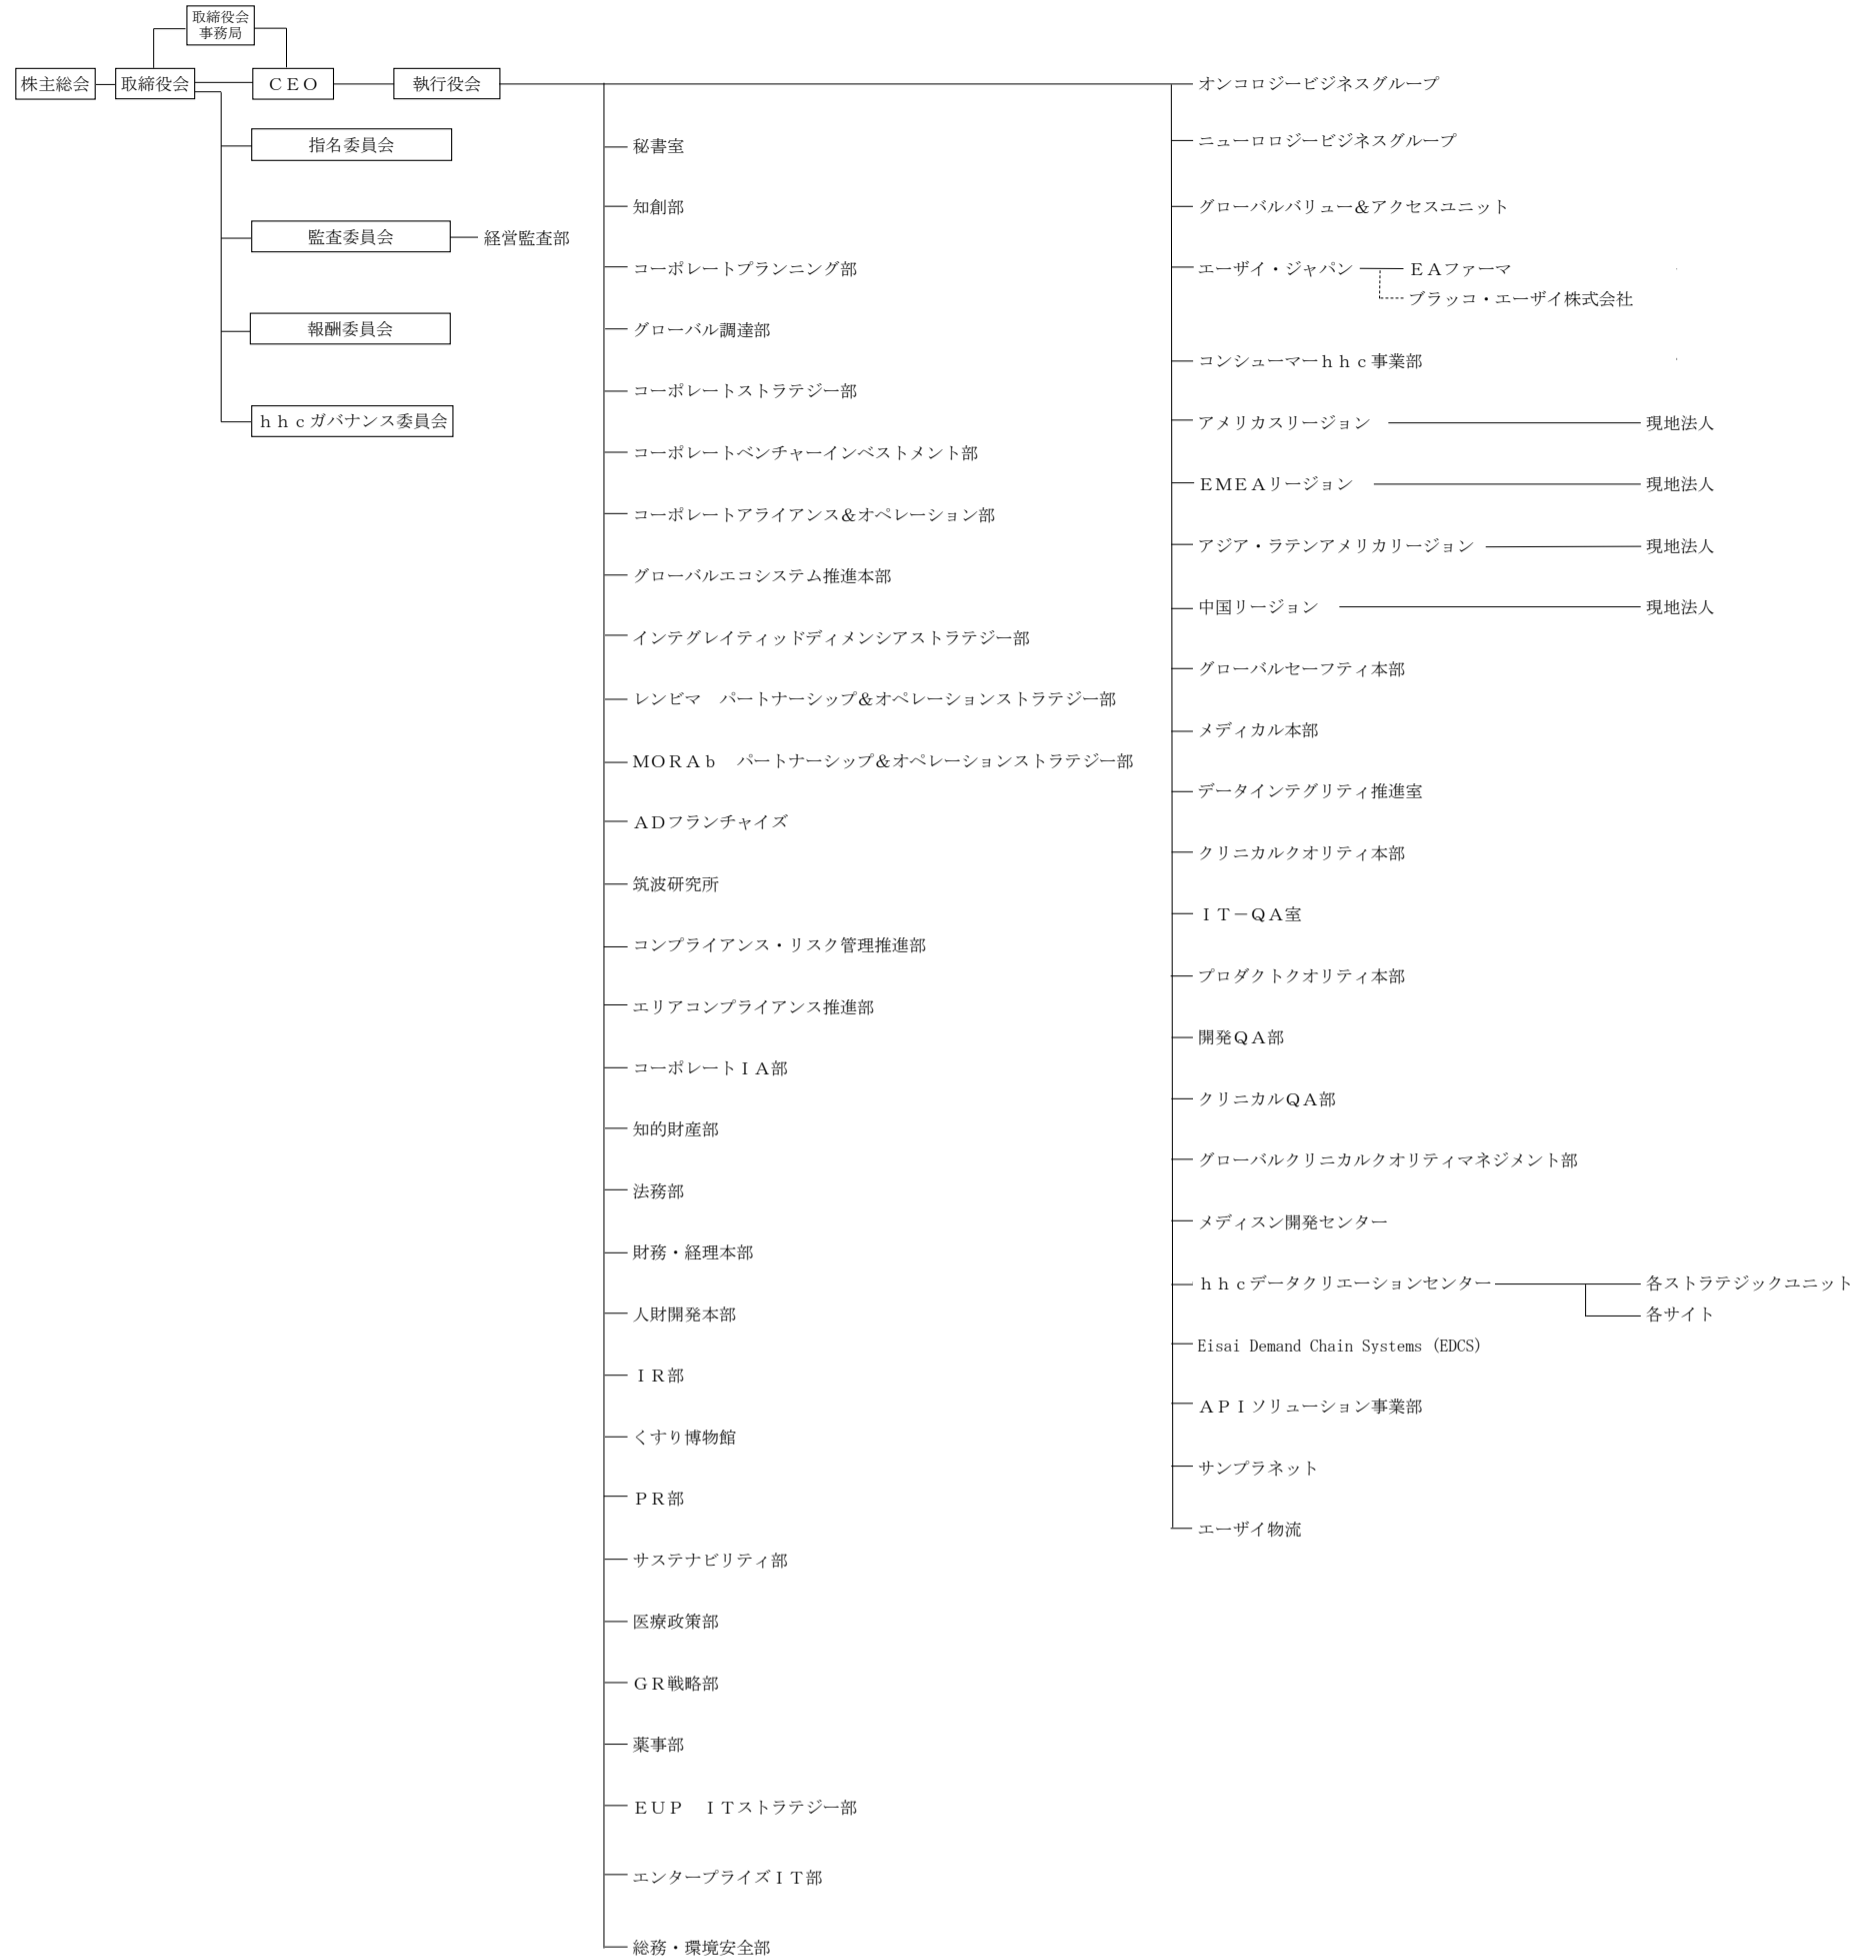 取締役会
事務局
株主総会
取締役会
ＣＥＯ
執行役会
指名委員会
監査委員会
経営監査部
報酬委員会
ｈｈｃガバナンス委員会
秘書室
知創部
コーポレートプランニング部
グローバル調達部
コーポレートストラテジー部
コーポレートベンチャーインベストメント部
コーポレートアライアンス＆オペレーション部
グローバルエコシステム推進本部
インテグレイティッドディメンシアストラテジー部
レンビマ　パートナーシップ＆オペレーションストラテジー部
ＭＯＲＡｂ　パートナーシップ＆オペレーションストラテジー部
ＡＤフランチャイズ
筑波研究所
コンプライアンス・リスク管理推進部
エリアコンプライアンス推進部
コーポレートＩＡ部
知的財産部
法務部
財務・経理本部
人財開発本部
ＩＲ部
くすり博物館
ＰＲ部
サステナビリティ部
医療政策部
ＧＲ戦略部
薬事部
ＥＵＰ　ＩＴストラテジー部
エンタープライズＩＴ部
総務・環境安全部
オンコロジービジネスグループ
ニューロロジービジネスグループ
グローバルバリュー＆アクセスユニット
エーザイ・ジャパン
ＥＡファーマ
ブラッコ・エーザイ株式会社
コンシューマーｈｈｃ事業部
アメリカスリージョン
現地法人
ＥＭＥＡリージョン
現地法人
アジア・ラテンアメリカリージョン
現地法人
中国リージョン
現地法人
グローバルセーフティ本部
メディカル本部
データインテグリティ推進室
クリニカルクオリティ本部
ＩＴ－ＱＡ室
プロダクトクオリティ本部
開発ＱＡ部
クリニカルＱＡ部
グローバルクリニカルクオリティマネジメント部
メディスン開発センター
ｈｈｃデータクリエーションセンター
各ストラテジックユニット
各サイト
Eisai Demand Chain Systems (EDCS)
ＡＰＩソリューション事業部
サンプラネット
エーザイ物流